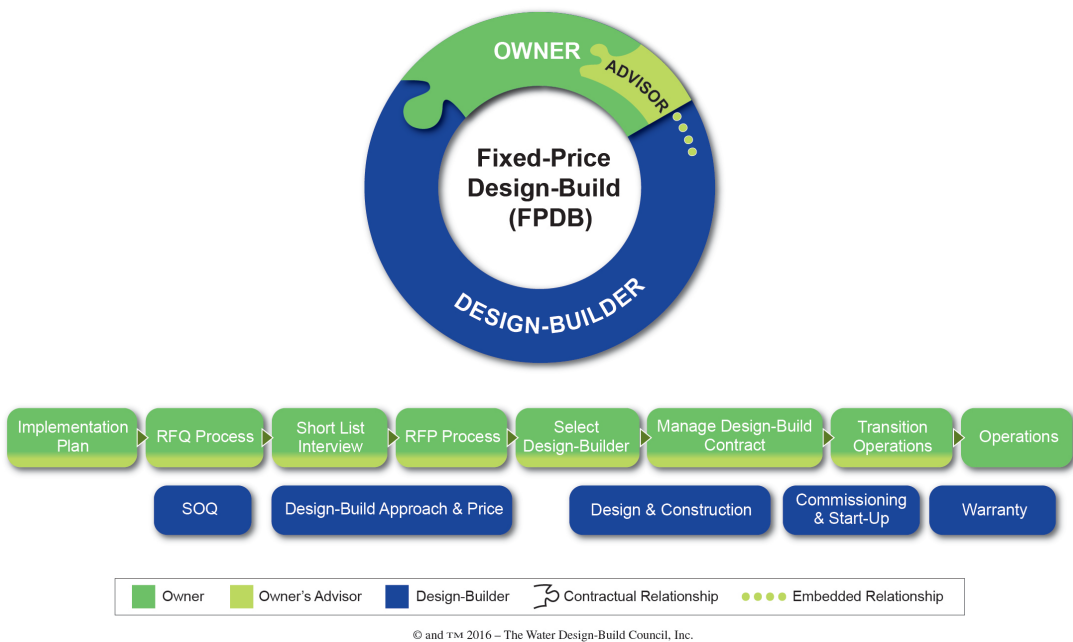 OWNER
ADVISOR
Fixed-Price
Design-Build
(FPDB)
DESIGN-BUILDER
Implementation
Plan
RFQ Process
Short List
Interview
RFP Process
Select
Design-Builder
Manage Design-Build
Contract
Transition
Operations
Operations
SOQ
Design-Build Approach & Price
Design & Construction
Commissioning
& Start-Up
Warranty
Owner
Owner's Advisor
Design-Builder
Contractual Relationship
Embedded Relationship
© and ™ 2016 – The Water Design-Build Council, Inc.